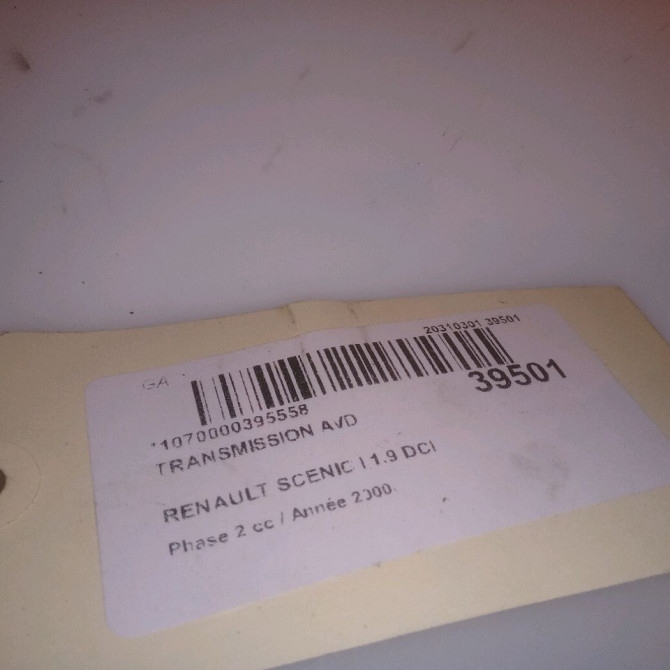 20310301 39501
GA
39501
*1070000395558
TRANSMISSION AVD
RENAULT SCENIC I 1.9 DCI
Phase 2 cc / Année 2000